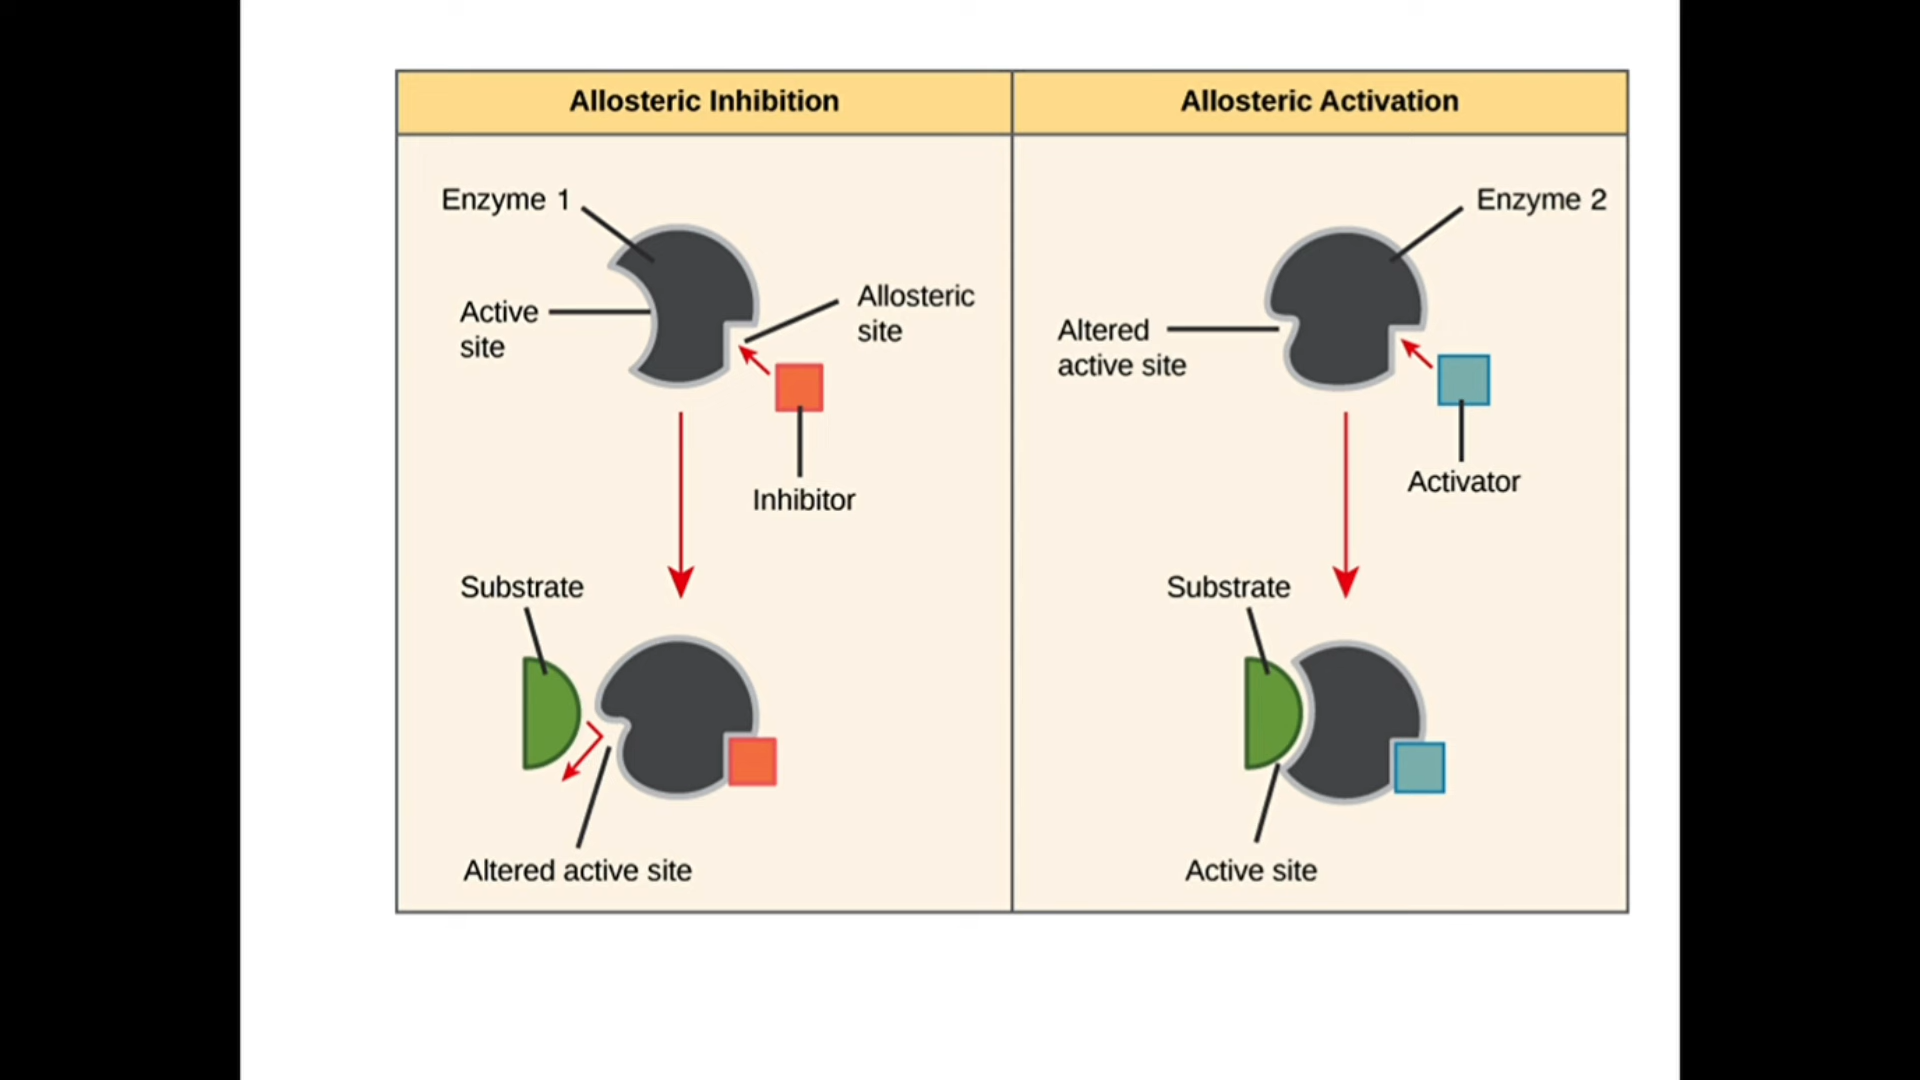 Allosteric Inhibition
Allosteric Activation
Enzyme 1
Active
site
Allosteric
site
Inhibitor
Substrate
Altered active site
Enzyme 2
Altered
active site
Activator
Substrate
Active site